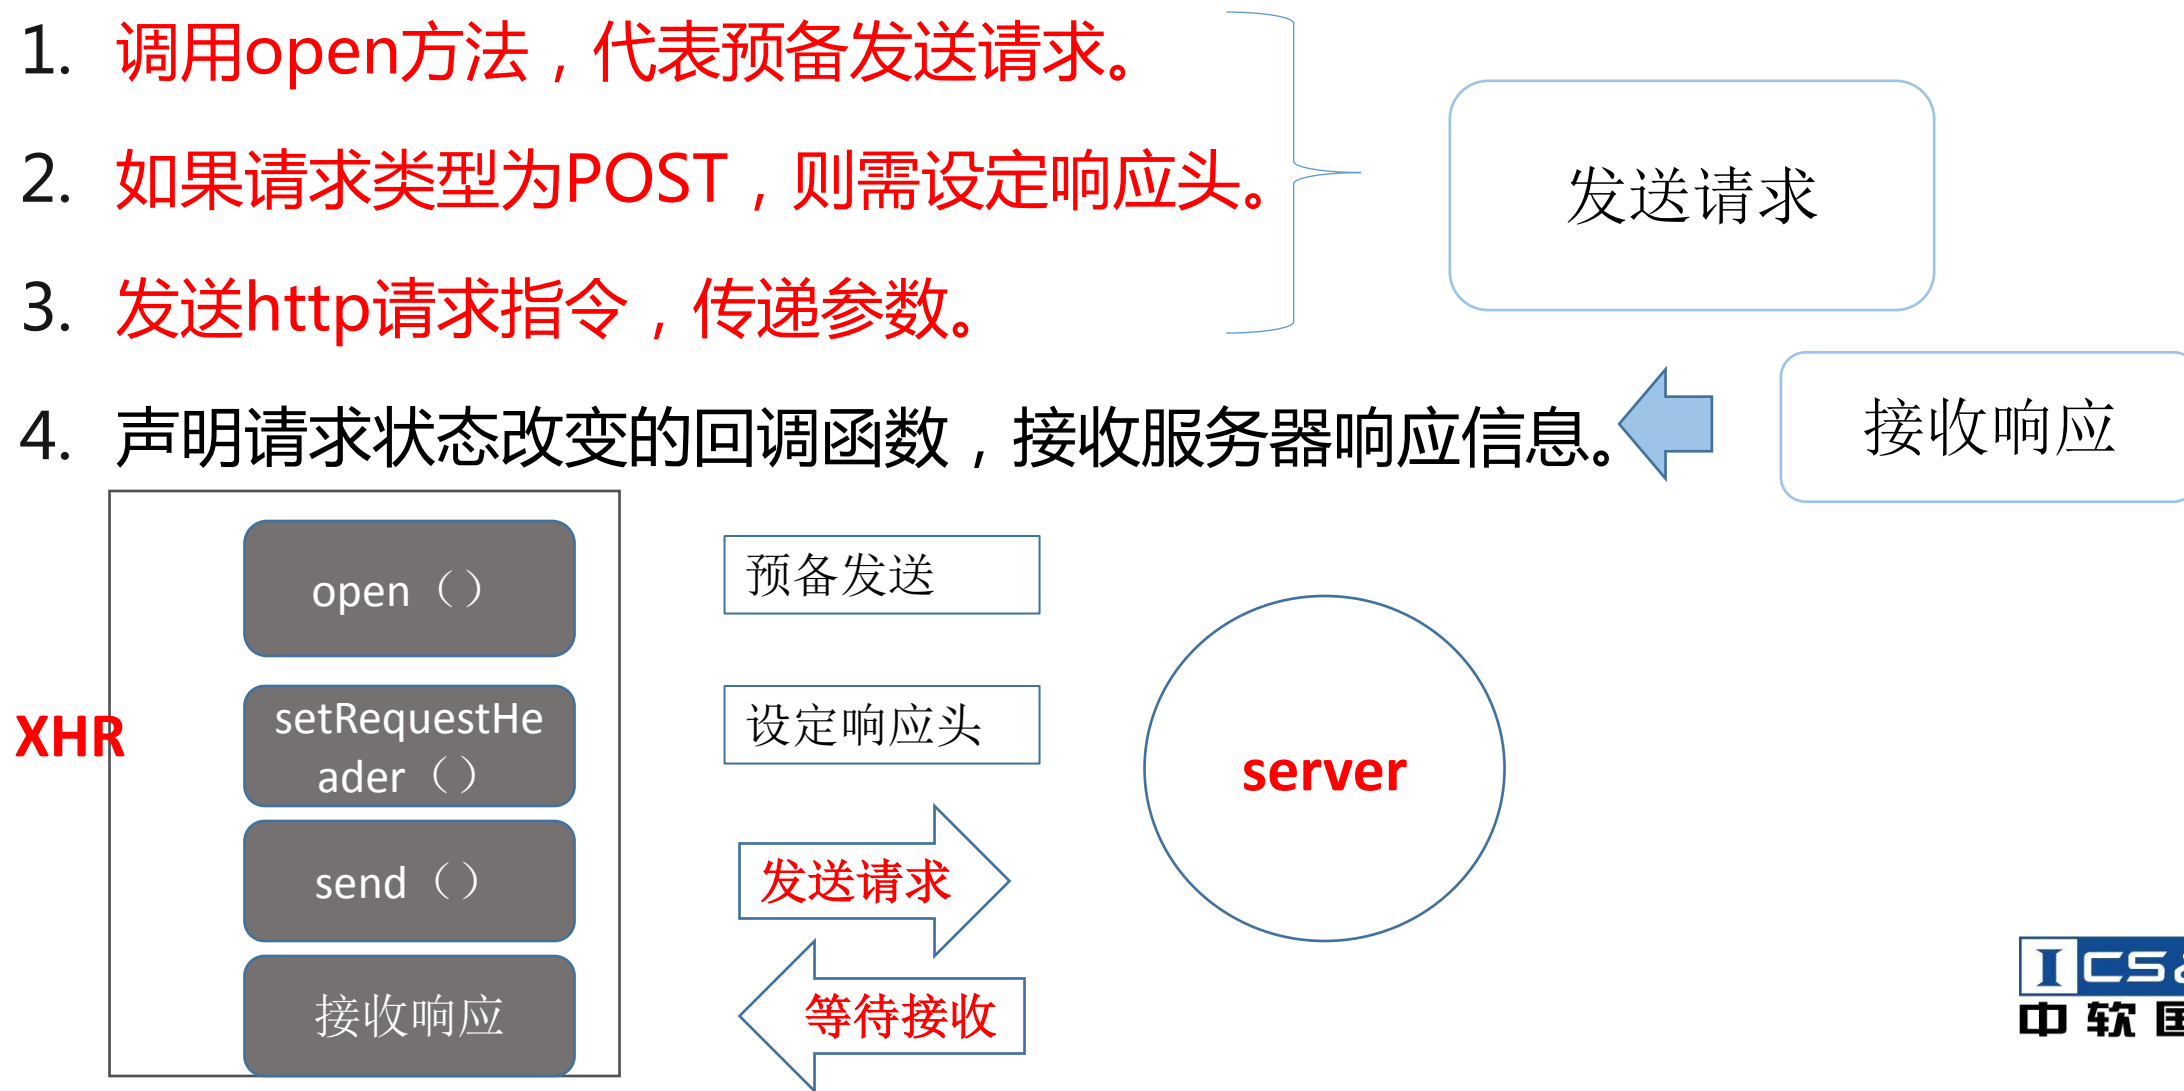 1. 调用open方法，代表预备发送请求。
2. 如果请求类型为POST，则需设定响应头。
3. 发送http请求指令，传递参数。
4. 声明请求状态改变的回调函数，接收服务器响应信息。
发送请求
接收响应
XHR
open（）
setRequestHe
ader（）
send（）
接收响应
预备发送
设定响应头
发送请求
等待接收
server
ICS
中软国